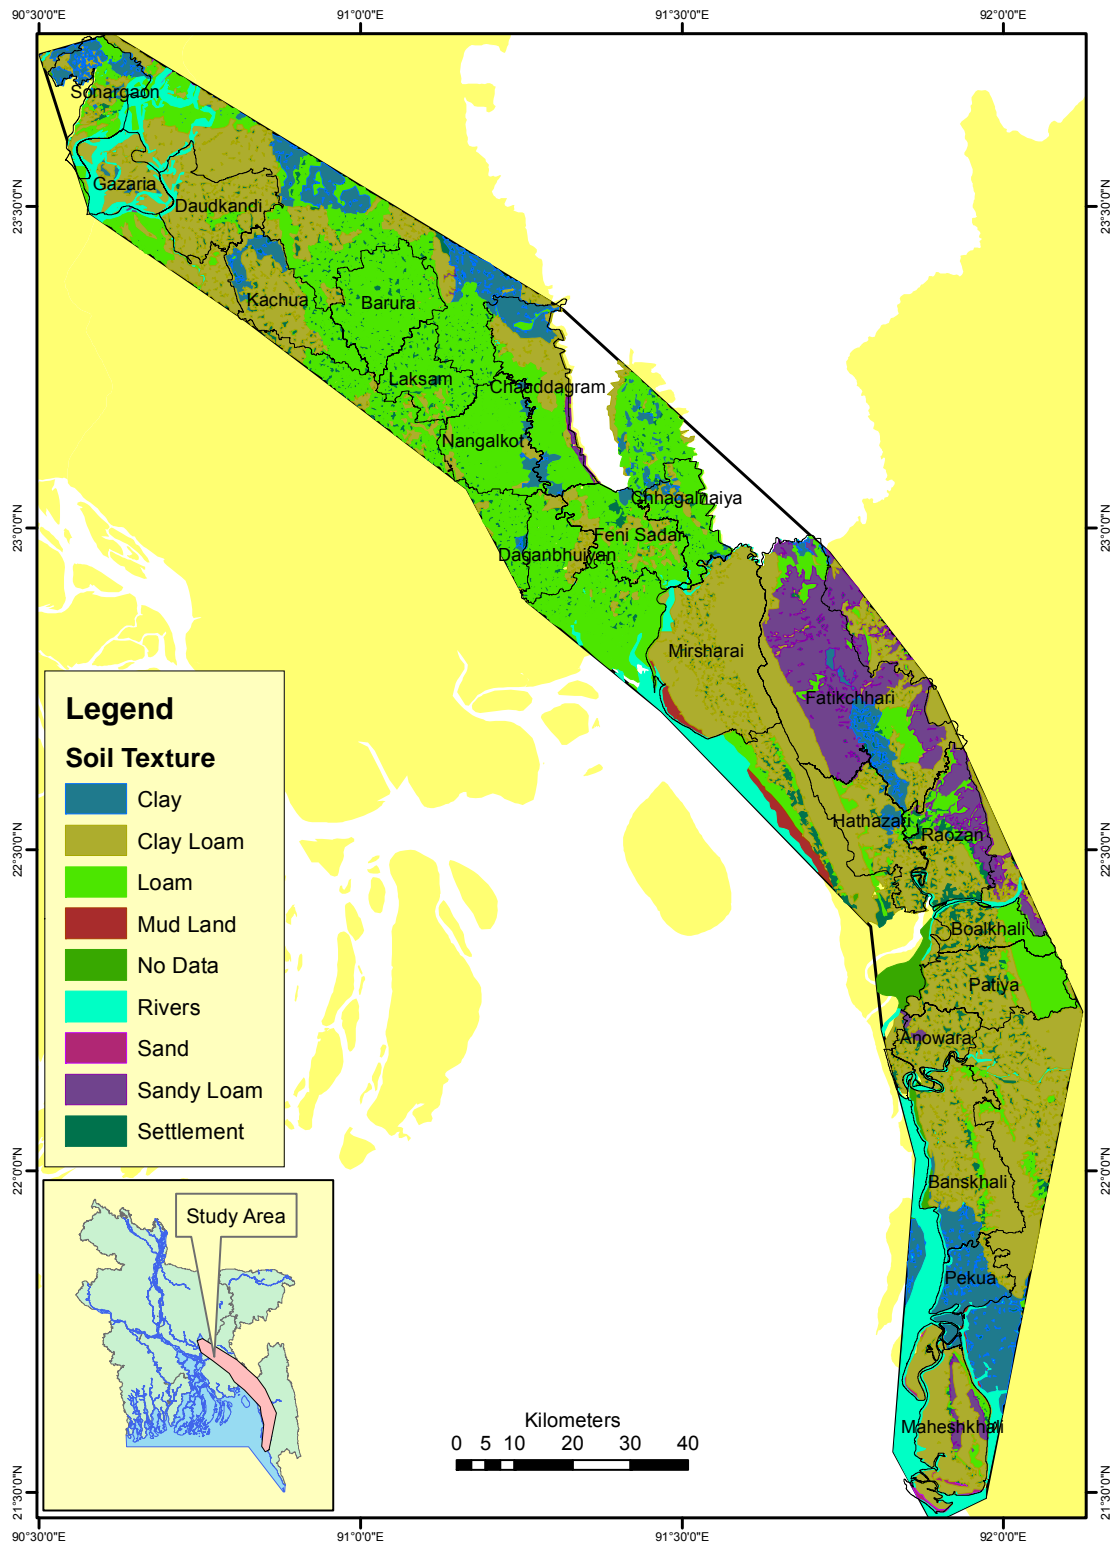 90°30'0"E 91°0'0"E 91°30'0"E 92°0'0"E
Sonargaon
Gazaria
Daudkandi
23°30'0"N 23°30'0"N
Kachua
Barura
Laksam
Chauddagram
Nangalkot
Chhagalnaiya
23°0'0"N 23°0'0"N
Feni Sadar
Daganbhuiyan
Mirsharai
Fatikchhari
Hathazari
Raozan
22°30'0"N 22°30'0"N
Boalkhali
Patiya
Anowara
22°0'0"N 22°0'0"N
Banskhali
Pekua
Maheshkhali
21°30'0"N 21°30'0"N
Legend
Soil Texture
Clay
Clay Loam
Loam
Mud Land
No Data
Rivers
Sand
Sandy Loam
Settlement
Study Area
Kilometers
0 5 10 20 30 40
90°30'0"E 91°0'0"E 91°30'0"E 92°0'0"E